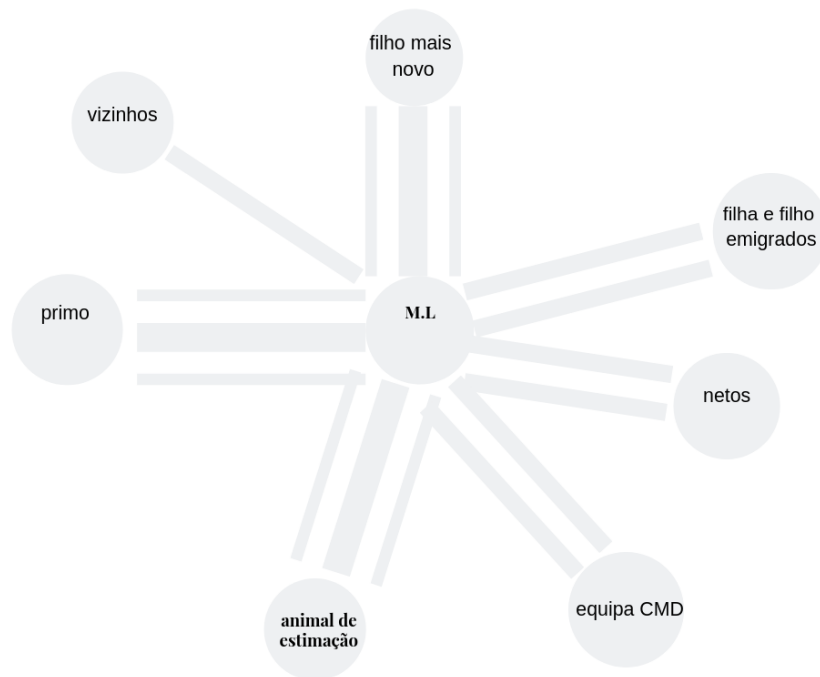 filho mais
novo
vizinhos
filha e filho
emigrados
primo
M.L
netos
equipa CMD
animal de
estimação